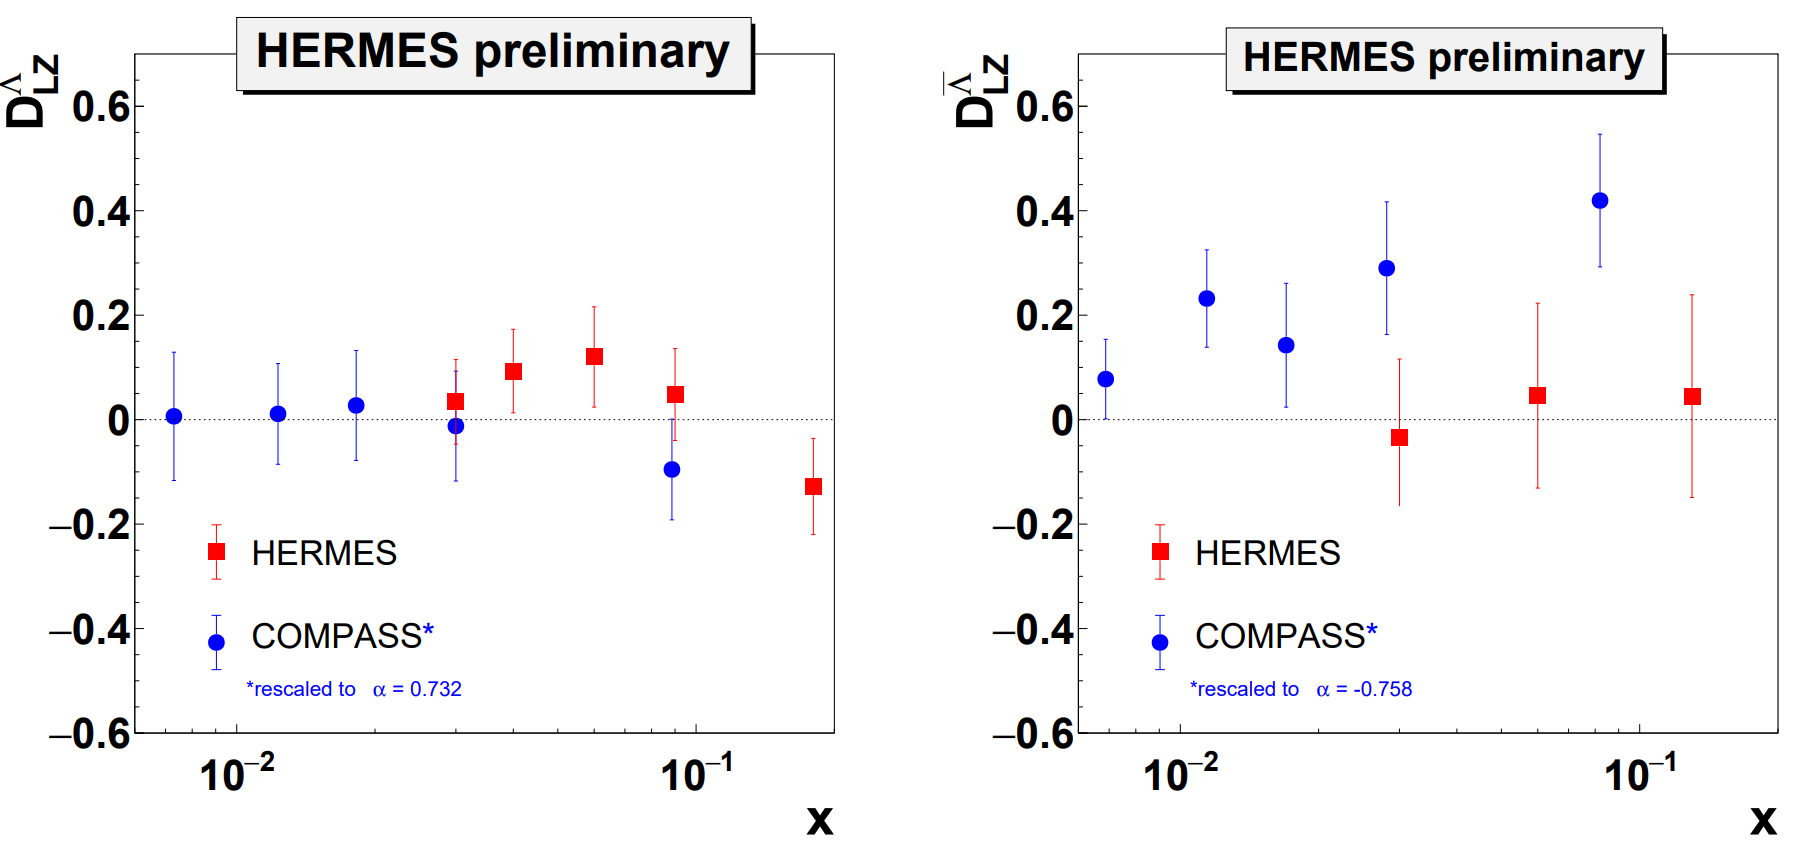 HERMES preliminary
D^Λ_LZ
0.6
0.4
0.2
0
−0.2
−0.4
−0.6
HERMES
COMPASS*
*rescaled to α = 0.732
10^−2
10^−1
x
HERMES preliminary
D^Λ̅_LZ
0.6
0.4
0.2
0
−0.2
−0.4
−0.6
HERMES
COMPASS*
*rescaled to α = -0.758
10^−2
10^−1
x